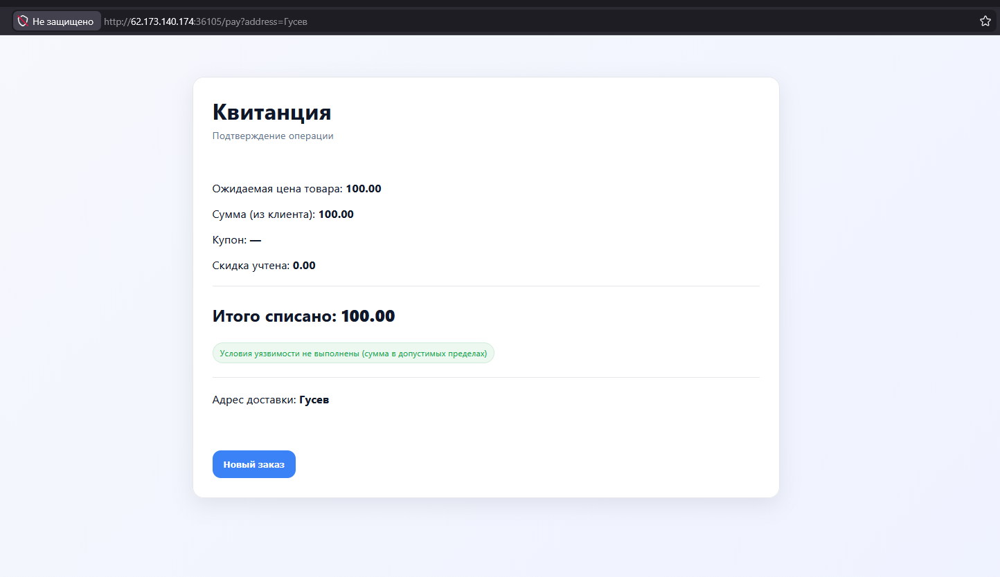 Не защищено http://62.173.140.174:36105/pay?address=Гусев
Квитанция
Подтверждение операции
Ожидаемая цена товара: 100.00
Сумма (из клиента): 100.00
Купон: —
Скидка учтена: 0.00
Итого списано: 100.00
Условия уязвимости не выполнены (сумма в допустимых пределах)
Адрес доставки: Гусев
Новый заказ